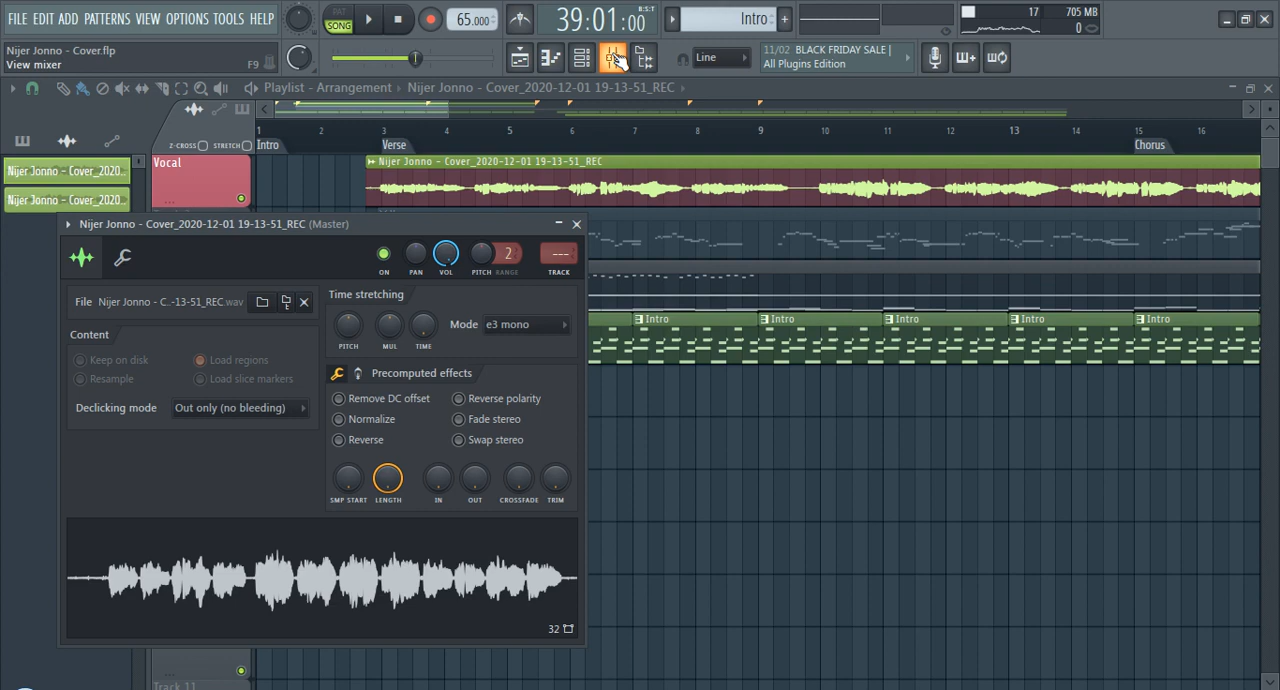 FILE EDIT ADD PATTERNS VIEW OPTIONS TOOLS HELP
PAT
SONG
65.000
39:01:00
B:S:T
Intro
17
705 MB
0
Nijer Jonno - Cover.flp
View mixer
F9
Line
11/02 BLACK FRIDAY SALE |
All Plugins Edition
Playlist - Arrangement
Nijer Jonno - Cover_2020-12-01 19-13-51_REC
Z-CROSS
STRETCH
1 2 3 4 5 6 7 8 9 10 11 12 13 14 15 16
Intro
Verse
Chorus
Nijer Jonno - Cover_2020..
Nijer Jonno - Cover_2020..
Vocal
Nijer Jonno - Cover_2020-12-01 19-13-51_REC
Nijer Jonno - Cover_2020-12-01 19-13-51_REC (Master)
2
---
ON PAN VOL PITCH RANGE TRACK
File Nijer Jonno - C..-13-51_REC.wav
Time stretching
PITCH MUL TIME
Mode e3 mono
Content
Keep on disk
Load regions
Resample
Load slice markers
Declicking mode Out only (no bleeding)
Precomputed effects
Remove DC offset
Reverse polarity
Normalize
Fade stereo
Reverse
Swap stereo
SMP START LENGTH IN OUT CROSSFADE TRIM
32
Intro
Intro
Intro
Intro
Intro
Track 11